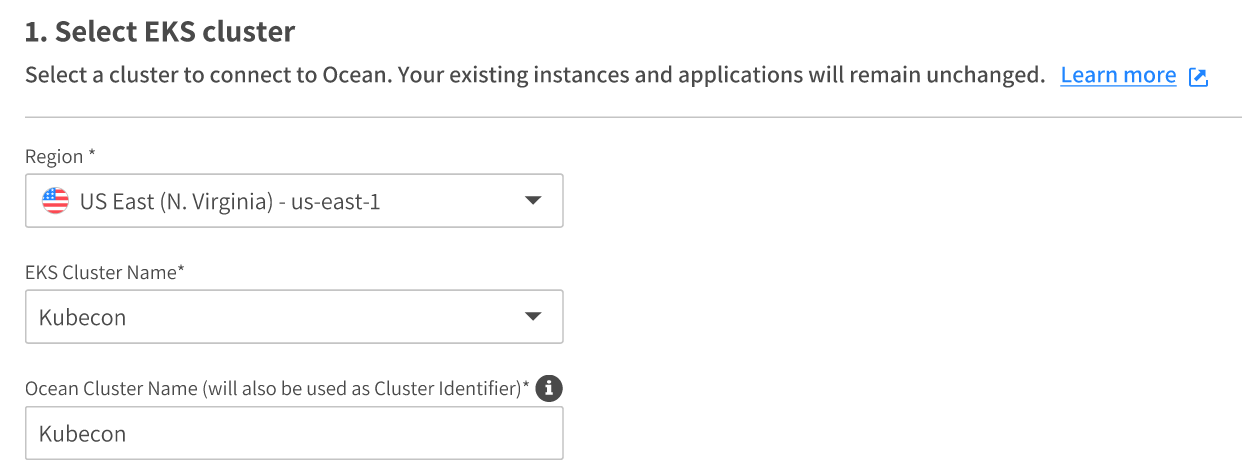 1. Select EKS cluster
Select a cluster to connect to Ocean. Your existing instances and applications will remain unchanged. Learn more
Region *
US East (N. Virginia) - us-east-1
EKS Cluster Name*
Kubecon
Ocean Cluster Name (will also be used as Cluster Identifier)*
Kubecon